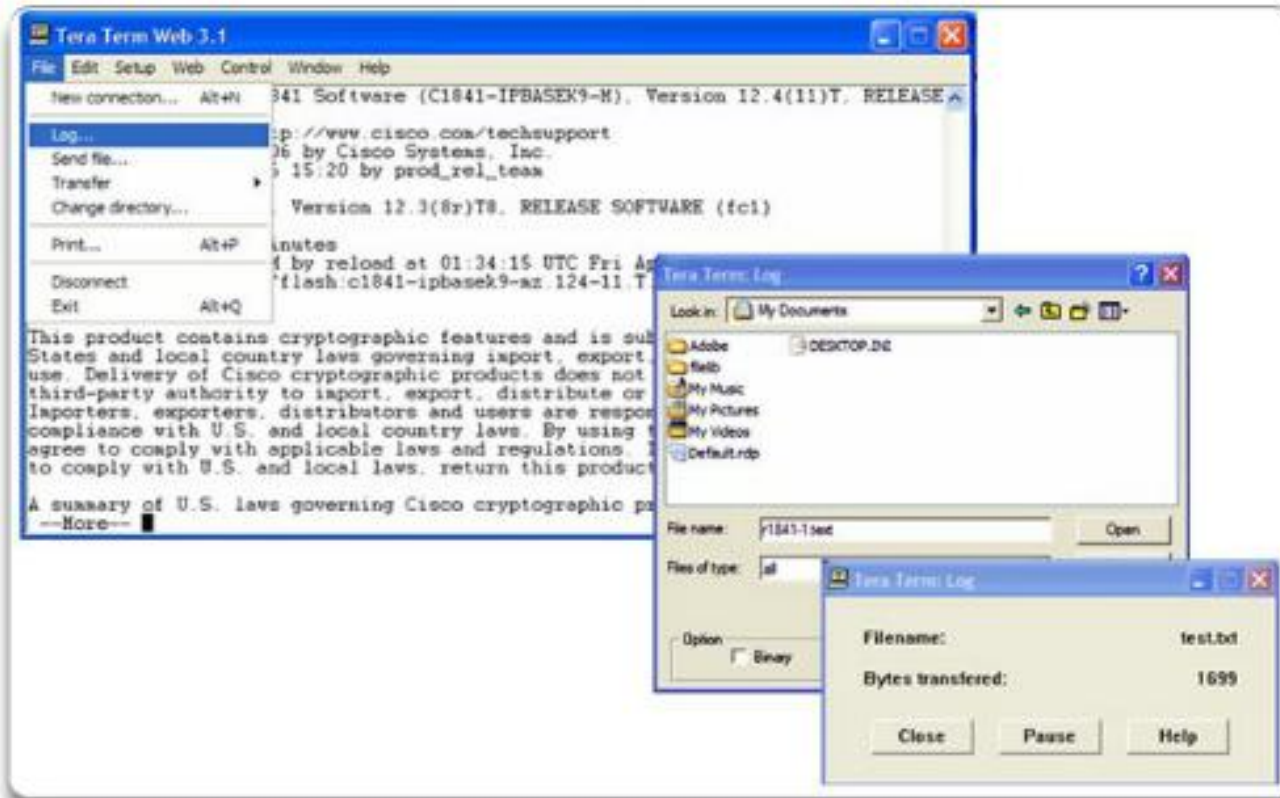 Tera Term Web 3.1
File Edit Setup Web Control Window Help
New connection... Alt+N
Log...
Send file...
Transfer
Change directory...
Print... Alt+P
Disconnect
Exit Alt+Q
841 Software (C1841-IPBASEK9-M), Version 12.4(11)T, RELEASE
p://www.cisco.com/techsupport
06 by Cisco Systems, Inc.
15:20 by prod_rel_team
Version 12.3(8r)T8, RELEASE SOFTWARE (fc1)
inutes
by reload at 01:34:15 UTC Fri Ap
flash:c1841-ipbasek9-mz.124-11.T
This product contains cryptographic features and is sub
States and local country laws governing import, export,
use. Delivery of Cisco cryptographic products does not
third-party authority to import, export, distribute or
Importers, exporters, distributors and users are respon
compliance with U.S. and local country laws. By using t
agree to comply with applicable laws and regulations. I
to comply with U.S. and local laws, return this product
A summary of U.S. laws governing Cisco cryptographic pr
--More--
Tera Term: Log
Look in: My Documents
Adobe
filelib
My Music
My Pictures
My Videos
Default.rdp
DESKTOP.INI
File name: r1841-1.text
Open
Files of type: all
Option
Binary
Tera Term: Log
Filename: test.txt
Bytes transfered: 1699
Close Pause Help